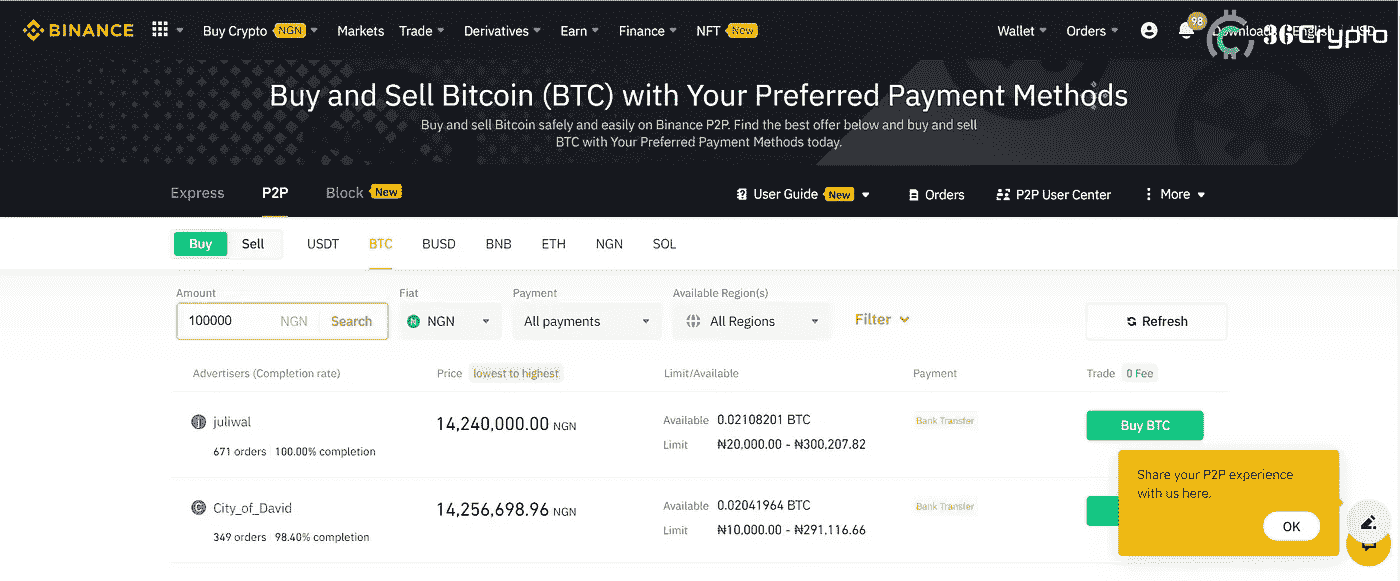 BINANCE Buy Crypto NGN Markets Trade Derivatives Earn Finance NFT New Wallet Orders 98 English
96Crypto
Buy and Sell Bitcoin (BTC) with Your Preferred Payment Methods
Buy and sell Bitcoin safely and easily on Binance P2P. Find the best offer below and buy and sell
BTC with Your Preferred Payment Methods today.
Express P2P Block New User Guide New Orders P2P User Center More
Buy Sell USDT BTC BUSD BNB ETH NGN SOL
Amount Fiat Payment Available Region(s)
100000 NGN Search NGN All payments All Regions Filter Refresh
Advertisers (Completion rate) Price lowest to highest Limit/Available Payment Trade 0 Fee
juliwal 14,240,000.00 NGN Available 0.02108201 BTC Bank Transfer Buy BTC
671 orders 100.00% completion Limit ₦20,000.00 - ₦300,207.82
City_of_David 14,256,698.96 NGN Available 0.02041964 BTC Bank Transfer
349 orders 98.40% completion Limit ₦10,000.00 - ₦291,116.66
Share your P2P experience
with us here.
OK